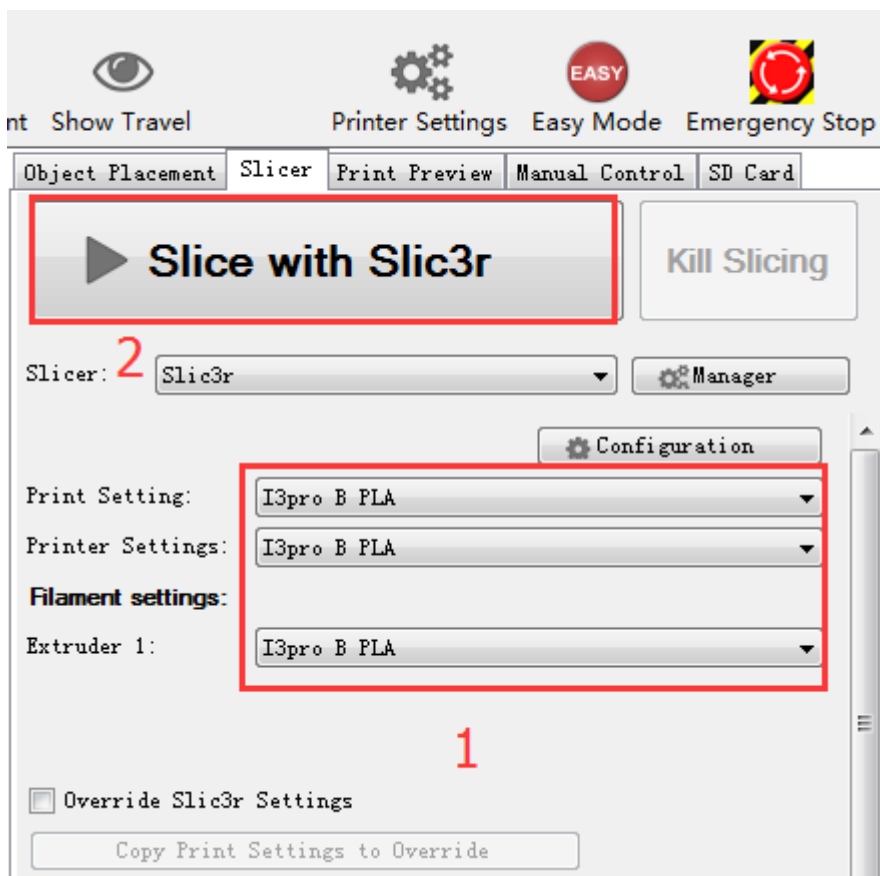 nt Show Travel Printer Settings Easy Mode Emergency Stop
EASY
Object Placement Slicer Print Preview Manual Control SD Card
Slice with Slic3r Kill Slicing
Slicer: 2 Slic3r Manager
Configuration
Print Setting: I3pro B PLA
Printer Settings: I3pro B PLA
Filament settings:
Extruder 1: I3pro B PLA
1
Override Slic3r Settings
Copy Print Settings to Override